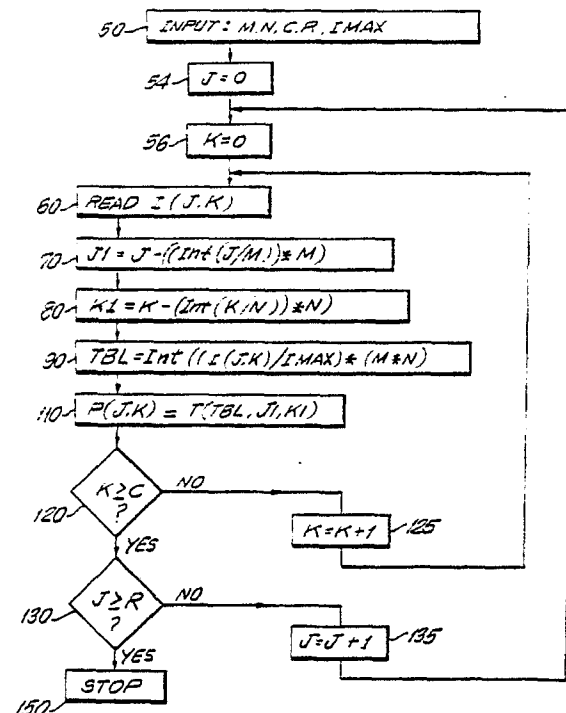 50 INPUT: M.N.C.R.IMAX
54 J=0
56 K=0
60 READ I(J.K)
70 J1=J-((Int(J/M))*M)
80 K1=K-(Int(K/N))*N)
90 TBL=Int((I(J.K)/IMAX)*(M*N)
110 P(J.K)=T(TBL,J1,K1)
120 K≥C ? NO
YES
K=K+1 125
130 J≥R ? NO
YES
J=J+1 135
150 STOP